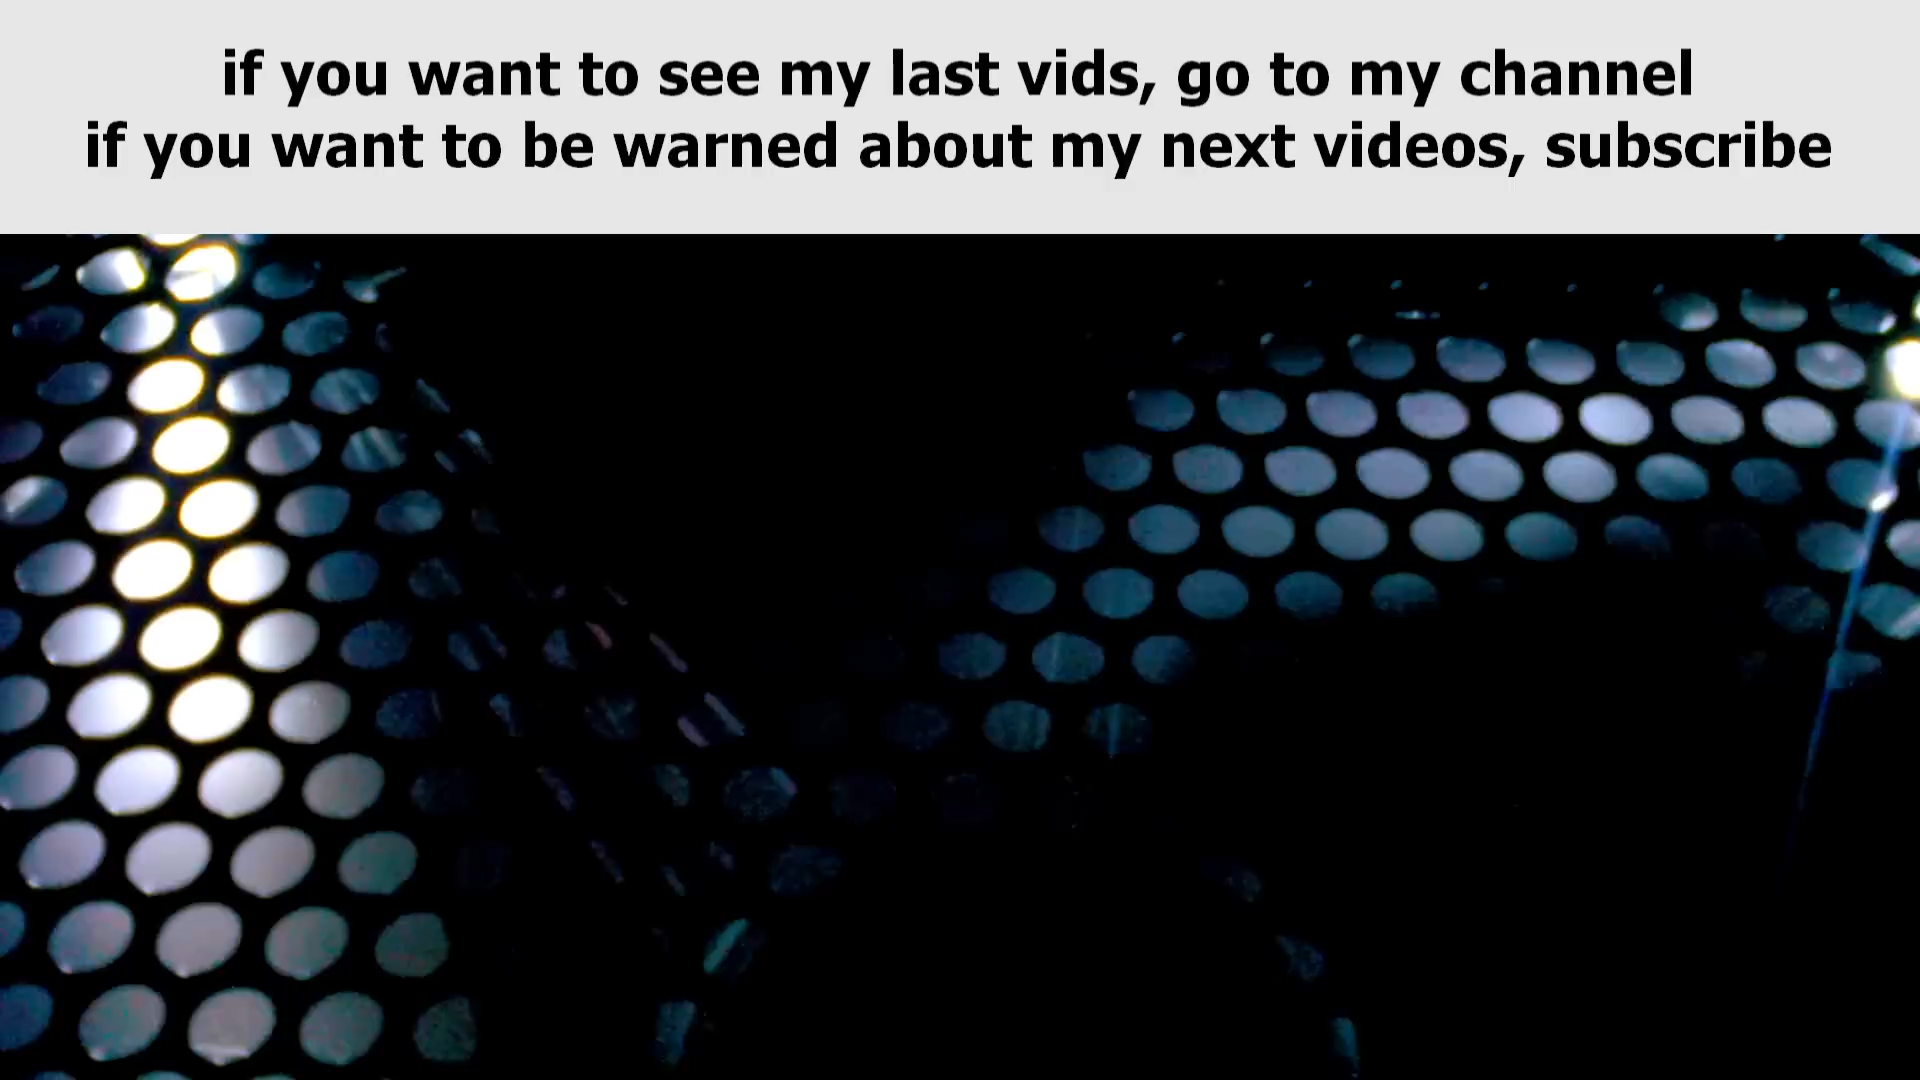 if you want to see my last vids, go to my channel
if you want to be warned about my next videos, subscribe